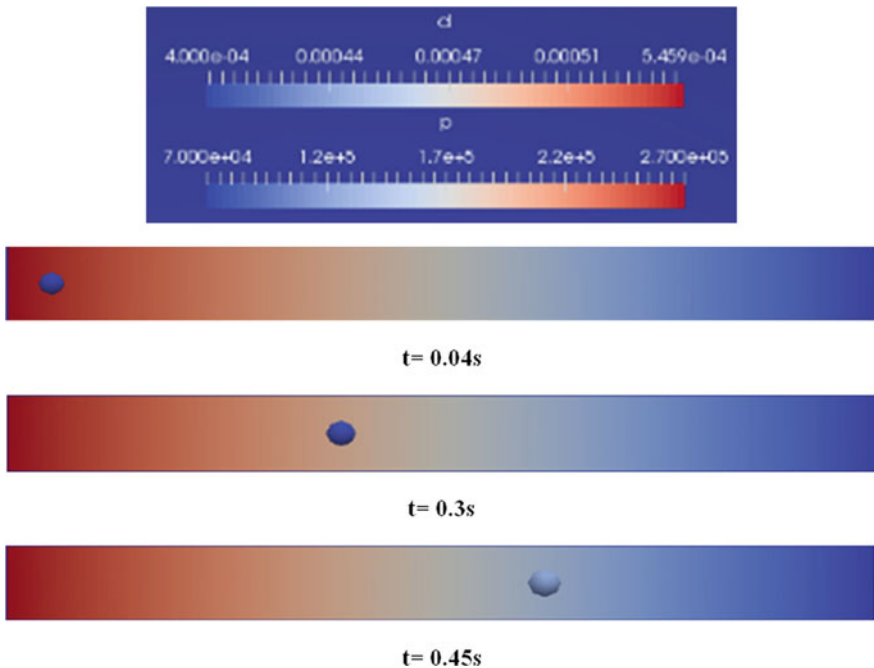 d
4.000e-04 0.00044 0.00047 0.00051 5.459e-04
p
7.000e+04 1.2e+5 1.7e+5 2.2e+5 2.700e+05
t= 0.04s
t= 0.3s
t= 0.45s